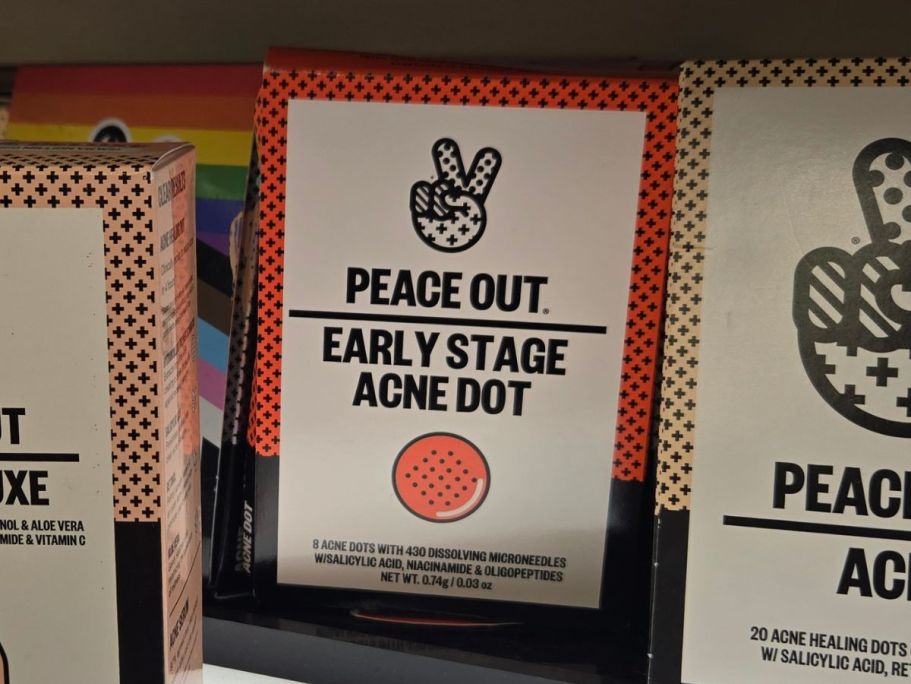 UT
UXE
NOL & ALOE VERA
MIDE & VITAMIN C
ACNE DOT
PEACE OUT®
EARLY STAGE
ACNE DOT
8 ACNE DOTS WITH 430 DISSOLVING MICRONEEDLES
W/SALICYLIC ACID, NIACINAMIDE & OLIGOPEPTIDES
NET WT. 0.74g / 0.03 oz
PEAC
AC
20 ACNE HEALING DOTS
W/ SALICYLIC ACID, RE